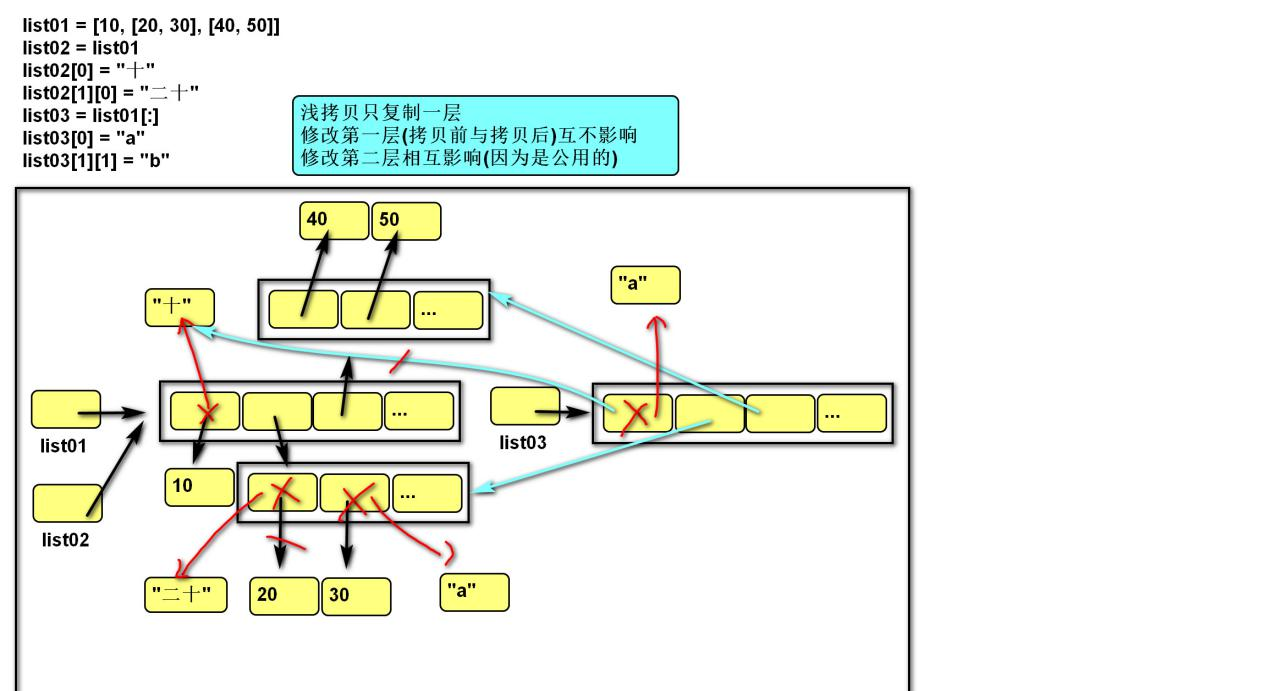 list01 = [10, [20, 30], [40, 50]]
list02 = list01
list02[0] = "十"
list02[1][0] = "二十"
list03 = list01[:]
list03[0] = "a"
list03[1][1] = "b"
浅拷贝只复制一层
修改第一层(拷贝前与拷贝后)互不影响
修改第二层相互影响(因为是公用的)
40
50
"a"
"十"
...
...
...
list01
list03
10
...
list02
"二十"
20
30
"a"